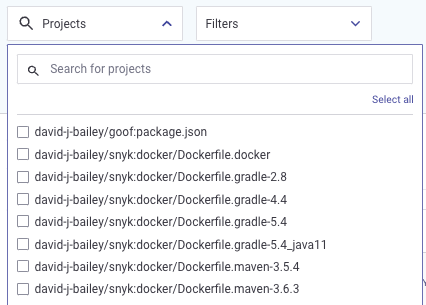 Projects
Filters
Search for projects
Select all
david-j-bailey/goof:package.json
david-j-bailey/snyk:docker/Dockerfile.docker
david-j-bailey/snyk:docker/Dockerfile.gradle-2.8
david-j-bailey/snyk:docker/Dockerfile.gradle-4.4
david-j-bailey/snyk:docker/Dockerfile.gradle-5.4
david-j-bailey/snyk:docker/Dockerfile.gradle-5.4_java11
david-j-bailey/snyk:docker/Dockerfile.maven-3.5.4
david-j-bailey/snyk:docker/Dockerfile.maven-3.6.3